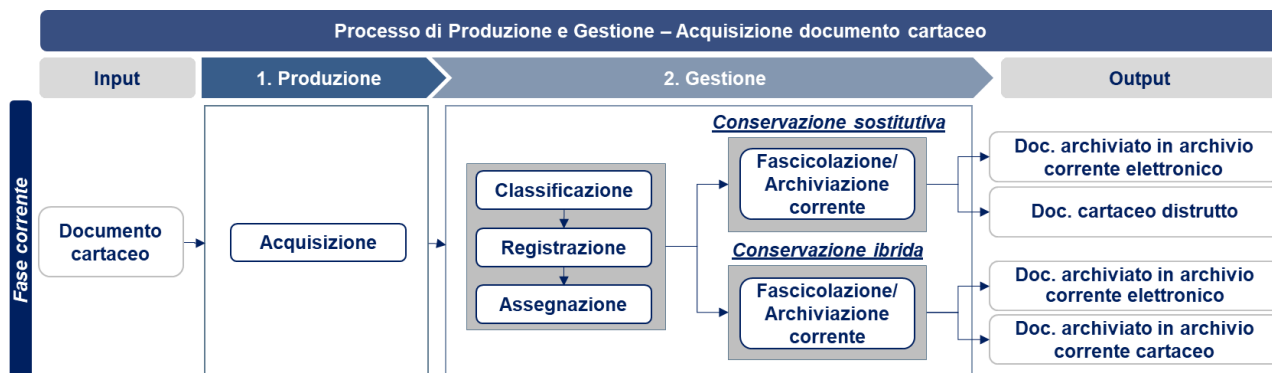 Processo di Produzione e Gestione – Acquisizione documento cartaceo
Input
1. Produzione
2. Gestione
Output
Fase corrente
Documento
cartaceo
Acquisizione
Classificazione
Registrazione
Assegnazione
Conservazione sostitutiva
Fascicolazione/
Archiviazione
corrente
Conservazione ibrida
Fascicolazione/
Archiviazione
corrente
Doc. archiviato in archivio
corrente elettronico
Doc. cartaceo distrutto
Doc. archiviato in archivio
corrente elettronico
Doc. archiviato in archivio
corrente cartaceo